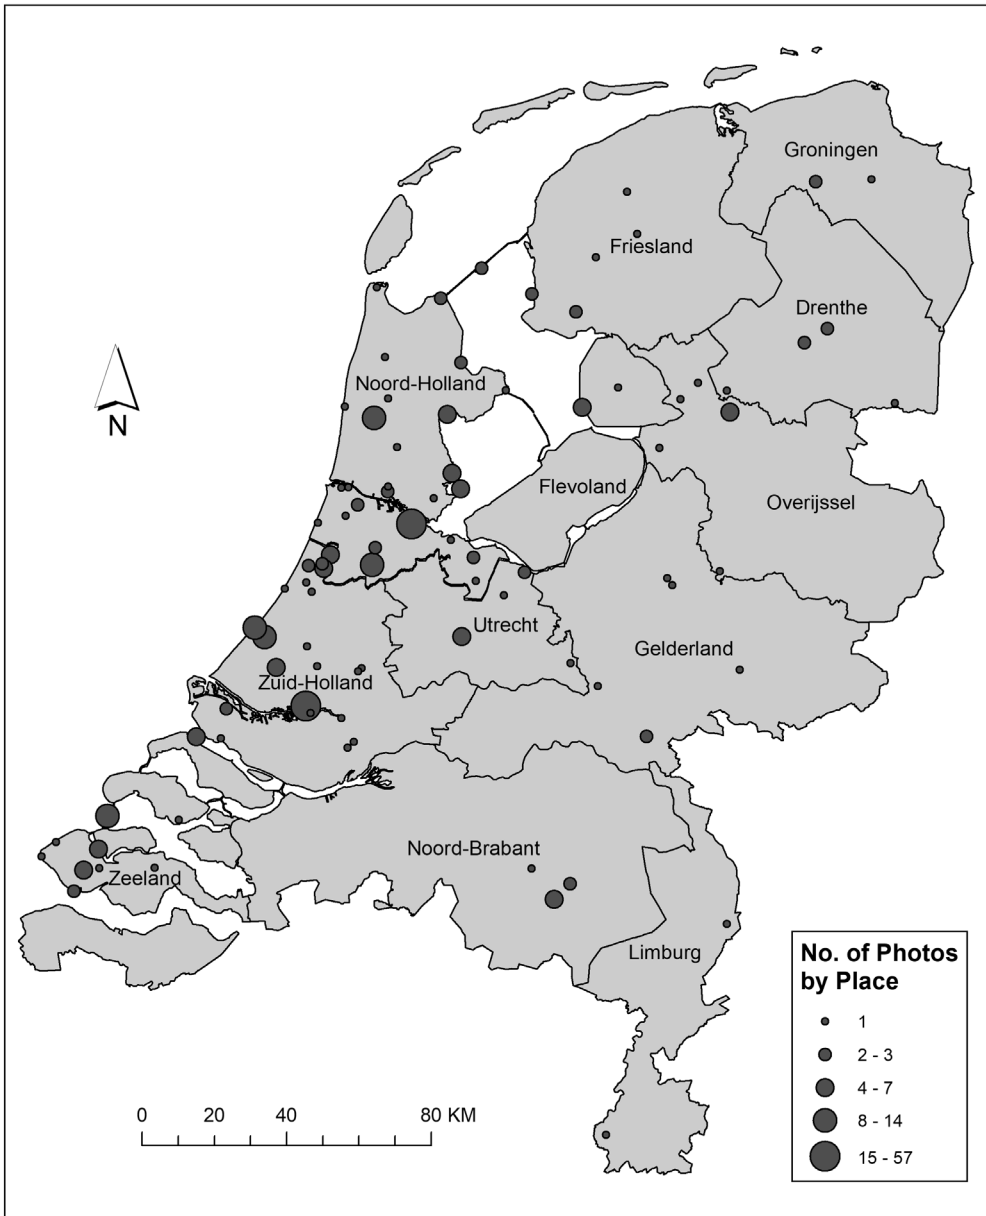 Groningen
Friesland
Drenthe
Noord-Holland
N
Flevoland
Overijssel
Utrecht
Gelderland
Zuid-Holland
Noord-Brabant
Zeeland
Limburg
No. of Photos
by Place
1
2 - 3
4 - 7
8 - 14
15 - 57
0 20 40 80 KM